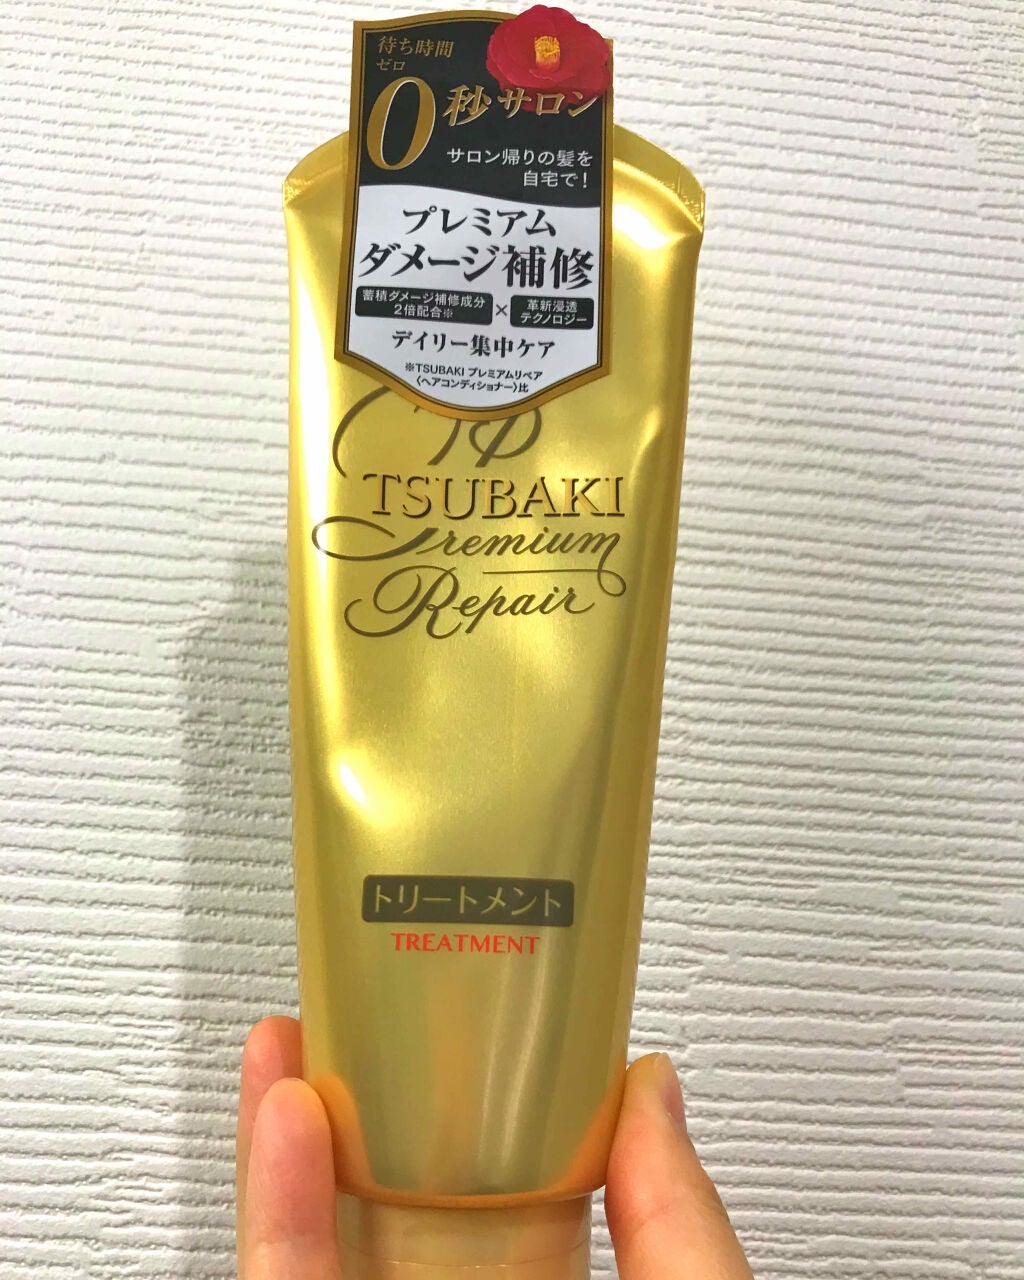 待ち時間
ゼロ
0秒サロン
サロン帰りの髪を
自宅で!
プレミアム
ダメージ補修
蓄積ダメージ補修成分
2倍配合※
×
革新浸透
テクノロジー
デイリー集中ケア
※TSUBAKI プレミアムリペア
〈ヘアコンディショナー〉比
TSUBAKI
Premium
Repair
トリートメント
TREATMENT